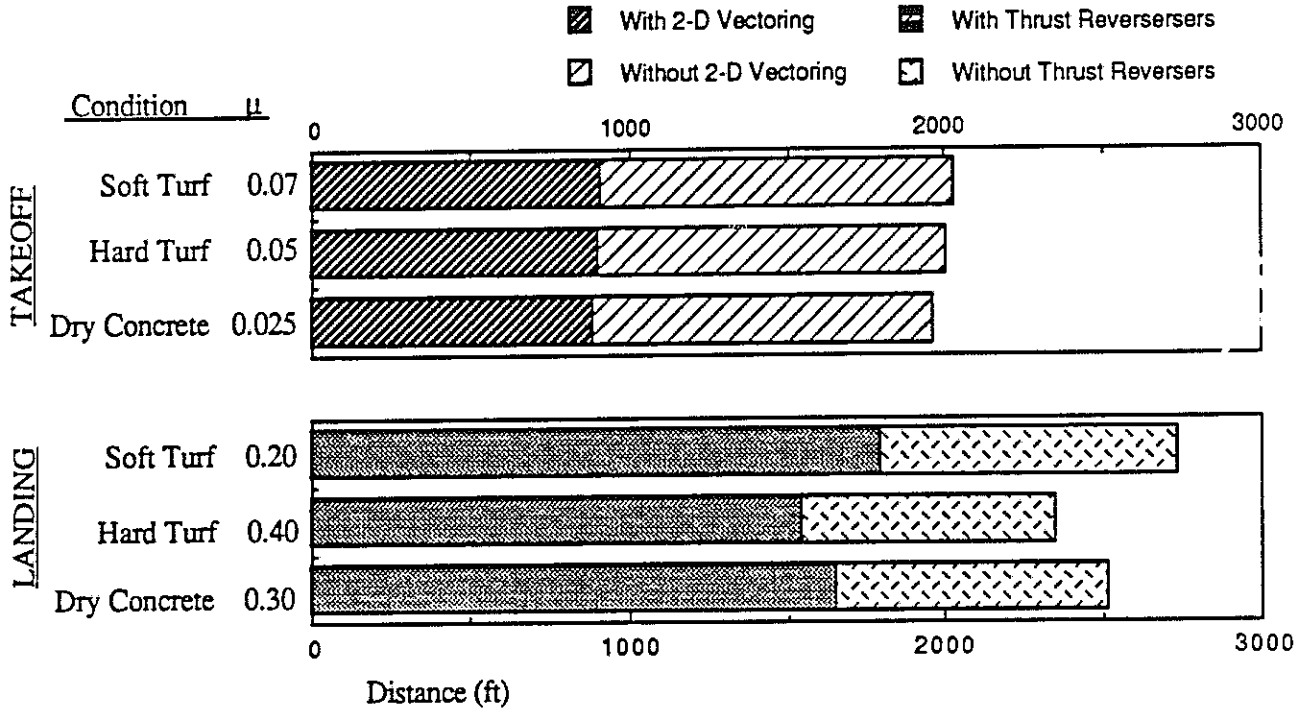 With 2-D Vectoring With Thrust Reversersers
Without 2-D Vectoring Without Thrust Reversers
Condition μ
0 1000 2000 3000
TAKEOFF
Soft Turf 0.07
Hard Turf 0.05
Dry Concrete 0.025
LANDING
Soft Turf 0.20
Hard Turf 0.40
Dry Concrete 0.30
0 1000 2000 3000
Distance (ft)